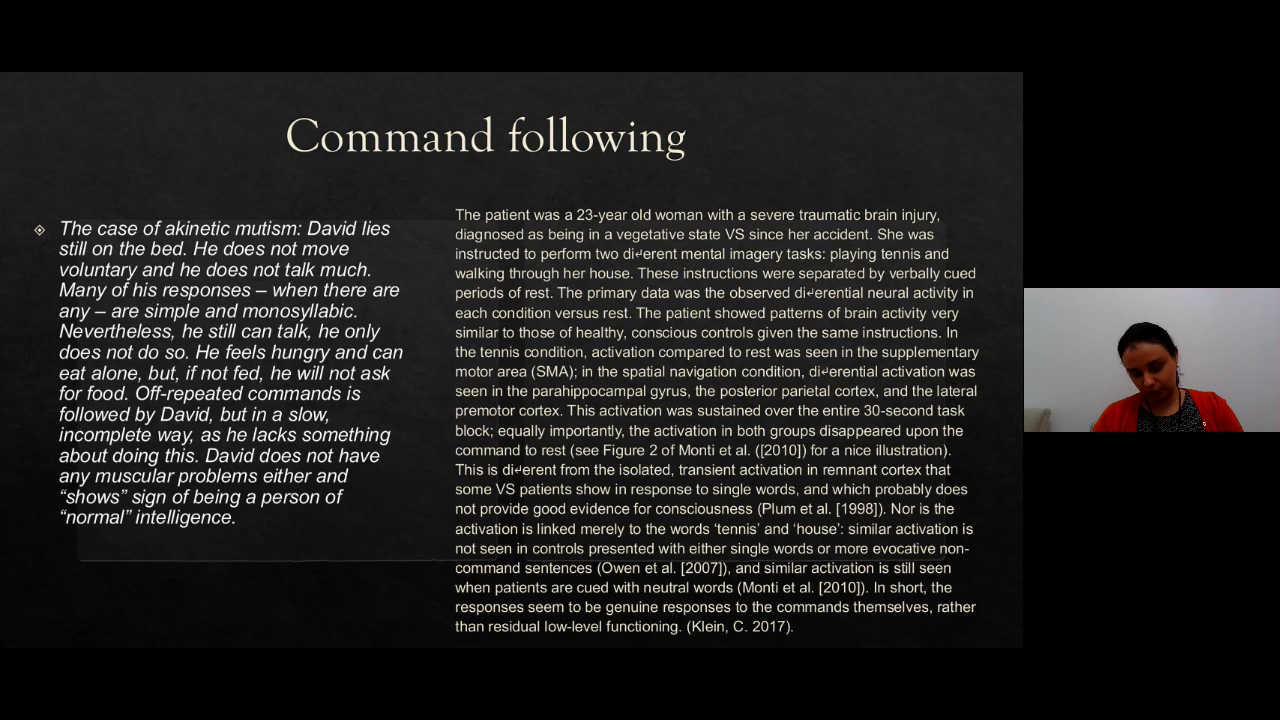 Command following
The case of akinetic mutism: David lies
still on the bed. He does not move
voluntary and he does not talk much.
Many of his responses – when there are
any – are simple and monosyllabic.
Nevertheless, he still can talk, he only
does not do so. He feels hungry and can
eat alone, but, if not fed, he will not ask
for food. Off-repeated commands is
followed by David, but in a slow,
incomplete way, as he lacks something
about doing this. David does not have
any muscular problems either and
“shows” sign of being a person of
“normal” intelligence.
The patient was a 23-year old woman with a severe traumatic brain injury,
diagnosed as being in a vegetative state VS since her accident. She was
instructed to perform two di↵erent mental imagery tasks: playing tennis and
walking through her house. These instructions were separated by verbally cued
periods of rest. The primary data was the observed di↵erential neural activity in
each condition versus rest. The patient showed patterns of brain activity very
similar to those of healthy, conscious controls given the same instructions. In
the tennis condition, activation compared to rest was seen in the supplementary
motor area (SMA); in the spatial navigation condition, di↵erential activation was
seen in the parahippocampal gyrus, the posterior parietal cortex, and the lateral
premotor cortex. This activation was sustained over the entire 30-second task
block; equally importantly, the activation in both groups disappeared upon the
command to rest (see Figure 2 of Monti et al. ([2010]) for a nice illustration).
This is di↵erent from the isolated, transient activation in remnant cortex that
some VS patients show in response to single words, and which probably does
not provide good evidence for consciousness (Plum et al. [1998]). Nor is the
activation is linked merely to the words ‘tennis’ and ‘house’: similar activation is
not seen in controls presented with either single words or more evocative non-
command sentences (Owen et al. [2007]), and similar activation is still seen
when patients are cued with neutral words (Monti et al. [2010]). In short, the
responses seem to be genuine responses to the commands themselves, rather
than residual low-level functioning. (Klein, C. 2017).